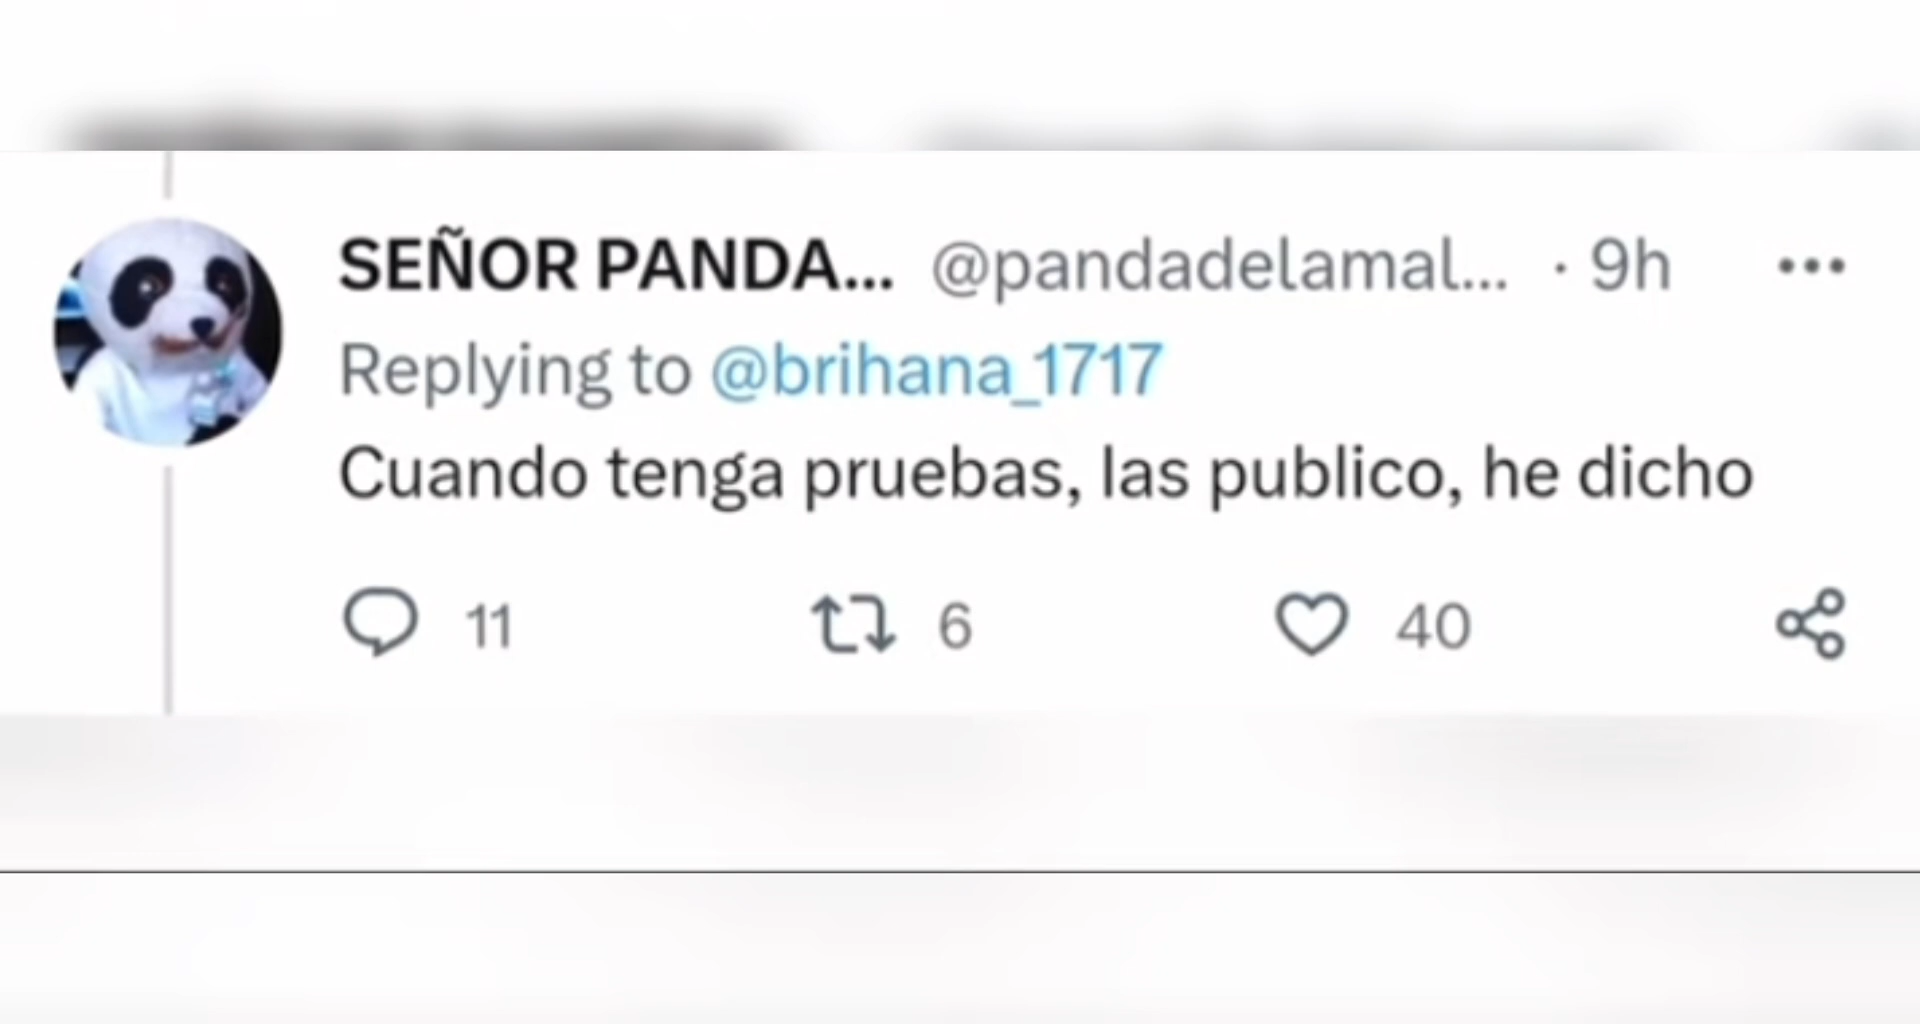 SEÑOR PANDA... @pandadelamal... · 9h
Replying to @brihana_1717
Cuando tenga pruebas, las publico, he dicho
11 6 40